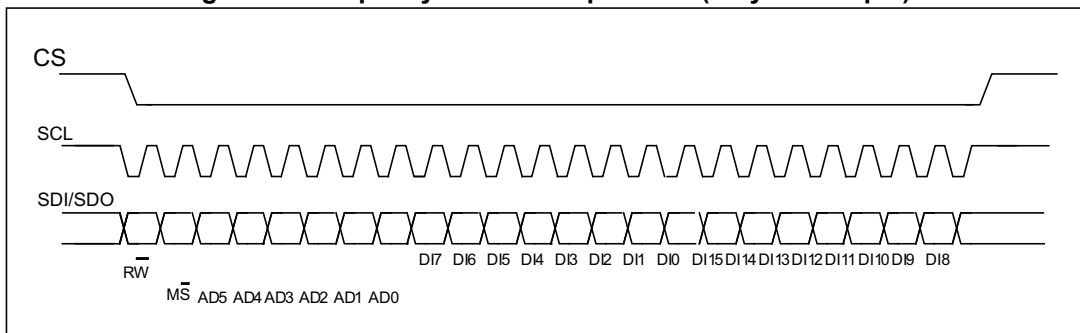 CS
SCL
SDI/SDO
DI7 DI6 DI5 DI4 DI3 DI2 DI1 DI0 DI15 DI14 DI13 DI12 DI11 DI10 DI9 DI8
RW
MS AD5 AD4 AD3 AD2 AD1 AD0